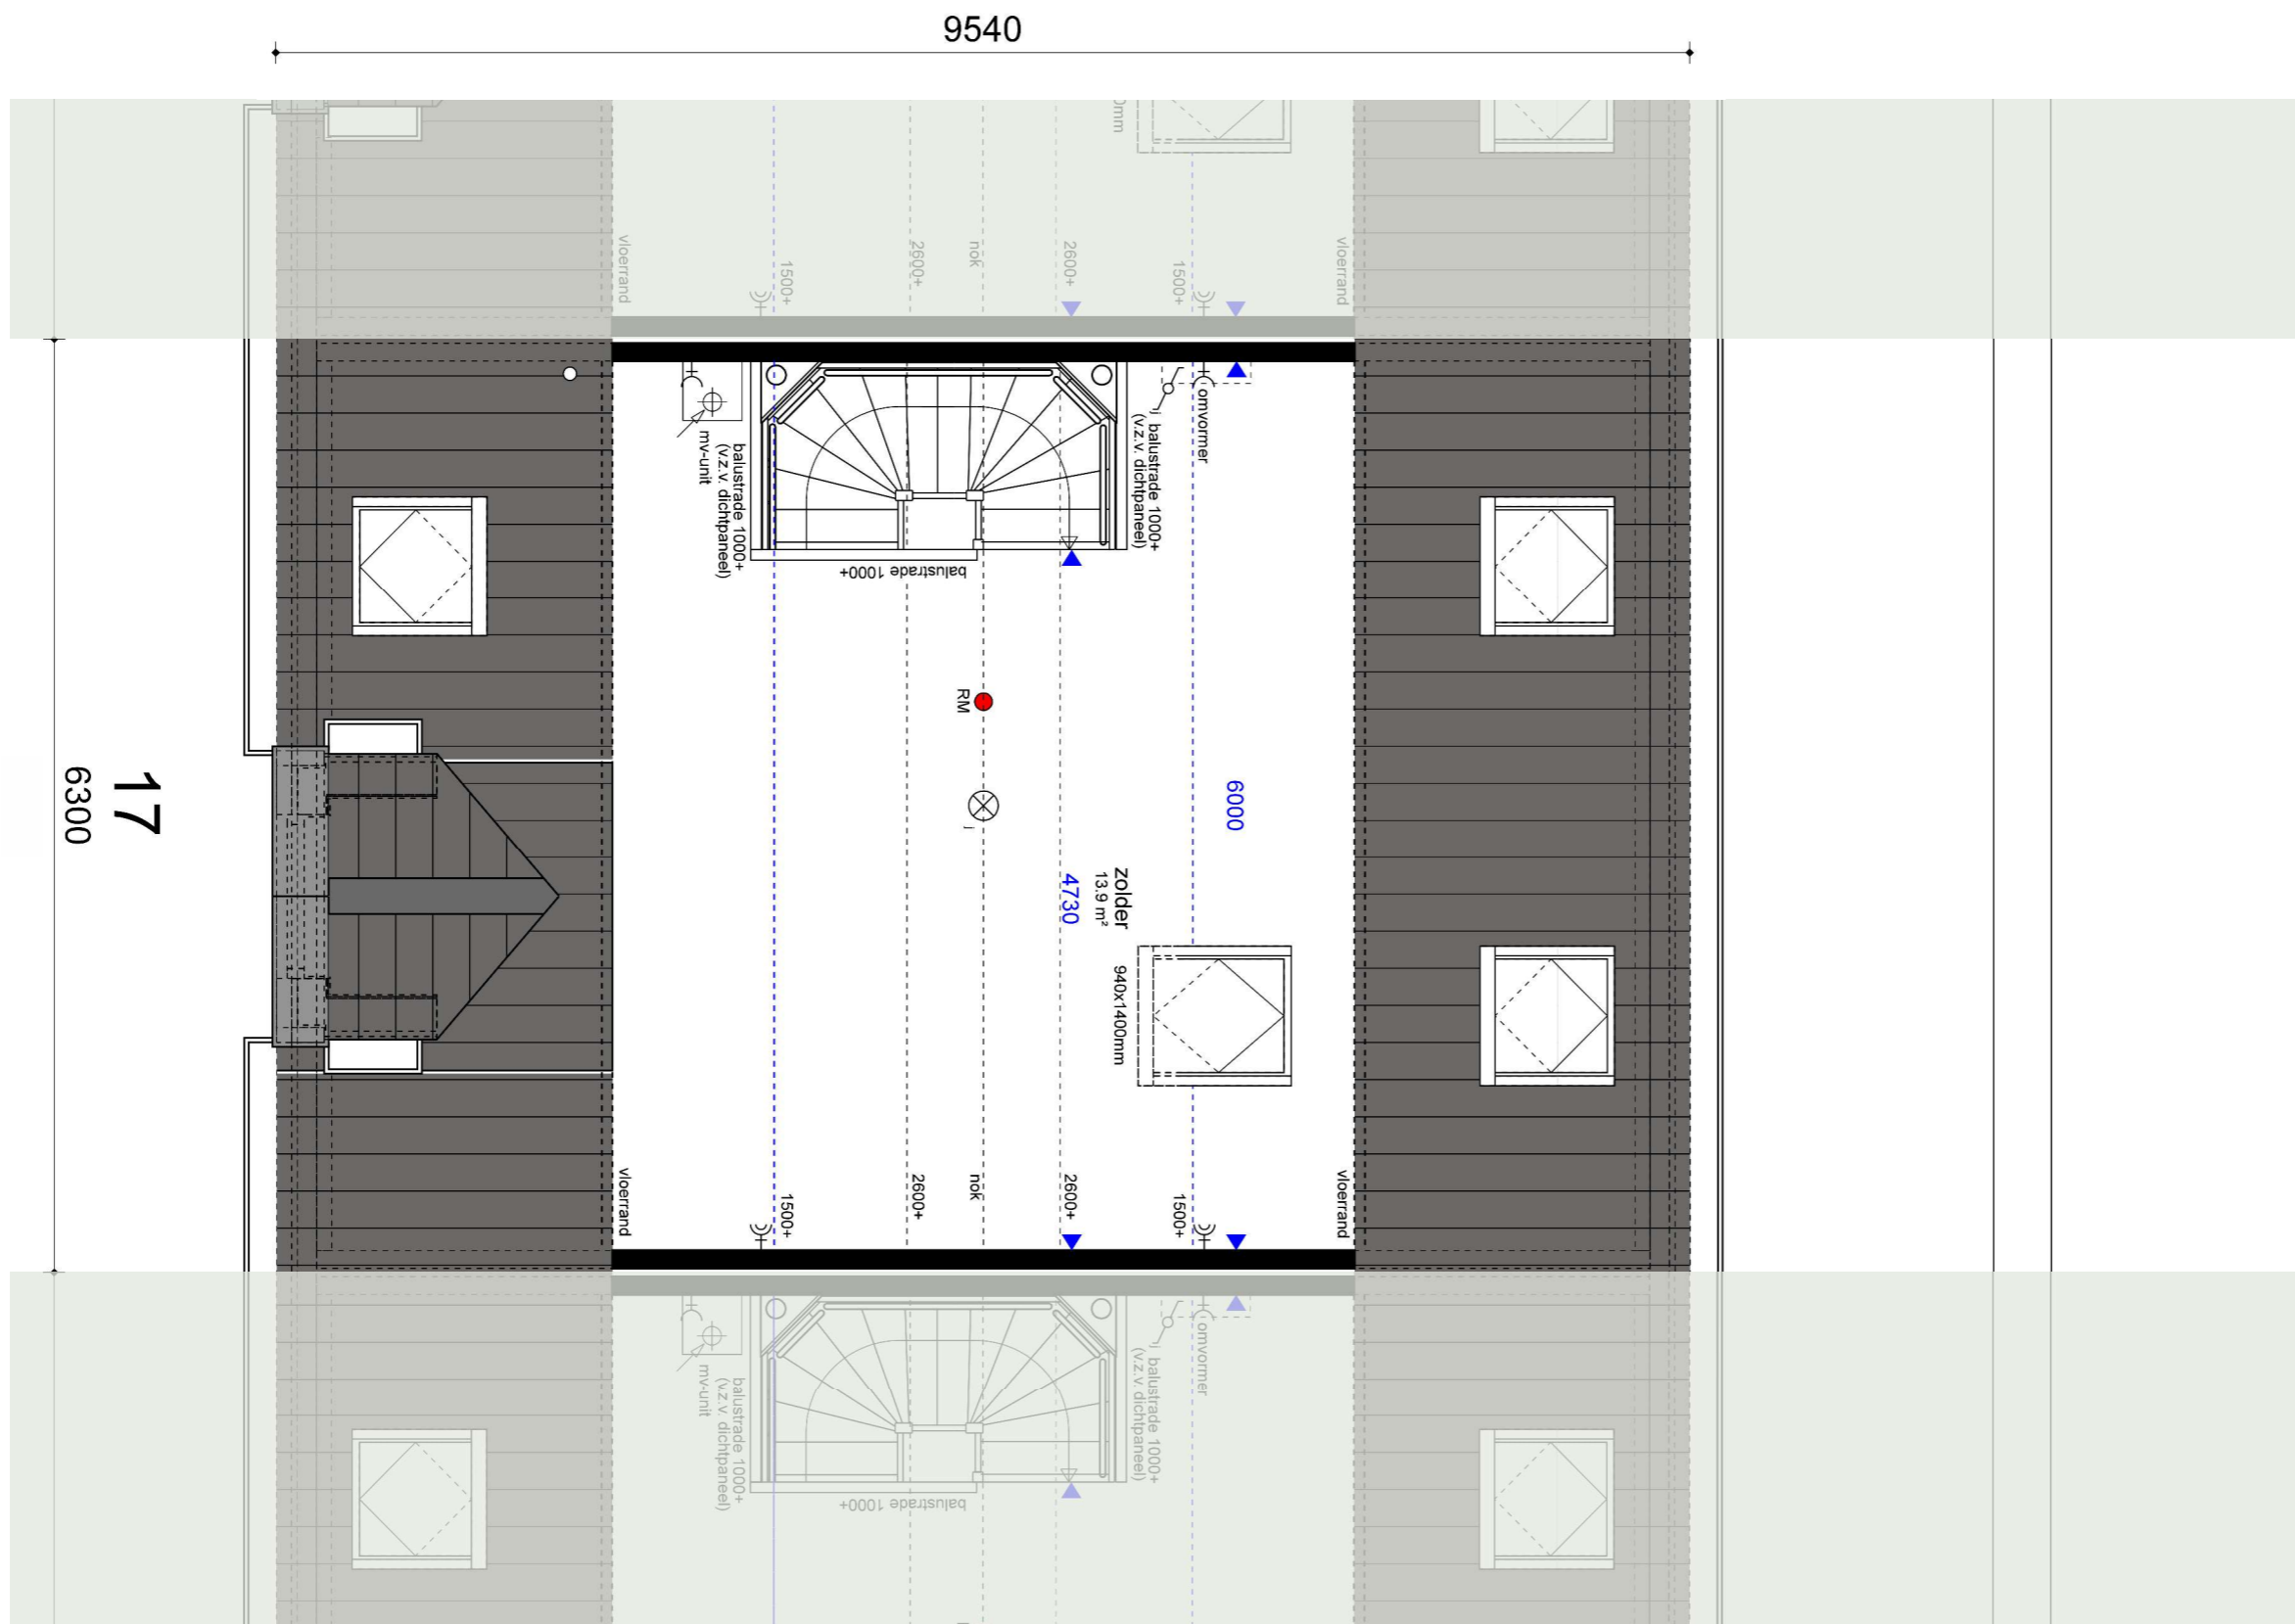 9540
0mm
vloerrand
1500+
2600+
nok
2600+
1500+
vloerrand
omvormer
j balustrade 1000+
(v.z.v. dichtpaneel)
mv-unit
balustrade 1000+
(v.z.v. dichtpaneel)
balustrade 1000+
RM
j
6000
4730
zolder
13.9 m²
940x1400mm
17
6300
vloerrand
1500+
2600+
nok
2600+
1500+
vloerrand
omvormer
j balustrade 1000+
(v.z.v. dichtpaneel)
mv-unit
balustrade 1000+
(v.z.v. dichtpaneel)
balustrade 1000+